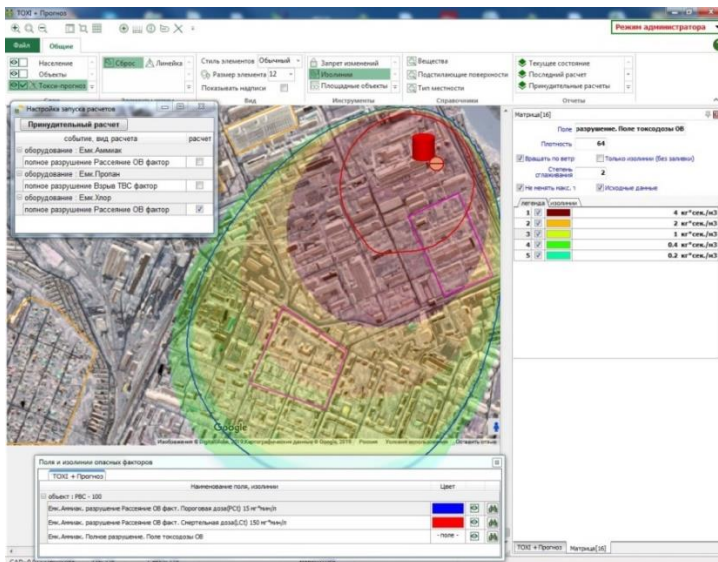 TOXI + Прогноз
Режим администратора
Файл
Общие
Население
Объекты
Токси-прогноз
Сброс
Линейка
Стиль элементов Обычный
Размер элемента 12
Показывать надписи
Вид
Запрет изменений
Изолинии
Площадные объекты
Инструменты
Вещества
Подстилающие поверхности
Тип местности
Справочники
Текущее состояние
Последний расчет
Принудительные расчеты
Отчеты
Настройка запуска расчетов
Принудительный расчет
событие, вид расчета расчет
оборудование : Емк.Аммиак
полное разрушение Рассеяние ОВ фактор
оборудование : Емк.Пропан
полное разрушение Взрыв ТВС фактор
оборудование : Емк.Хлор
полное разрушение Рассеяние ОВ фактор
Матрица[16]
Поле разрушение. Поле токсодозы ОВ
Плотность 64
Вращать по ветр
Только изолинии (без заливки)
Степень сглаживания 2
Не менять макс. т
Исходные данные
легенда изолинии
1 4 кг*сек./м3
2 2 кг*сек./м3
3 1 кг*сек./м3
4 0.4 кг*сек./м3
5 0.2 кг*сек./м3
Google
Поля и изолинии опасных факторов
TOXI + Прогноз
Наименование поля, изолинии Цвет
объект : РВС - 100
Емк.Аммиак. разрушение Рассеяние ОВ факт. Пороговая доза(PCt) 15 мг*мин/л
Емк.Аммиак. разрушение Рассеяние ОВ факт. Смертельная доза(LCt) 150 мг*мин/л
Емк.Аммиак. Полное разрушение. Поле токсодозы ОВ - поле -
TOXI + Прогноз Матрица[16]